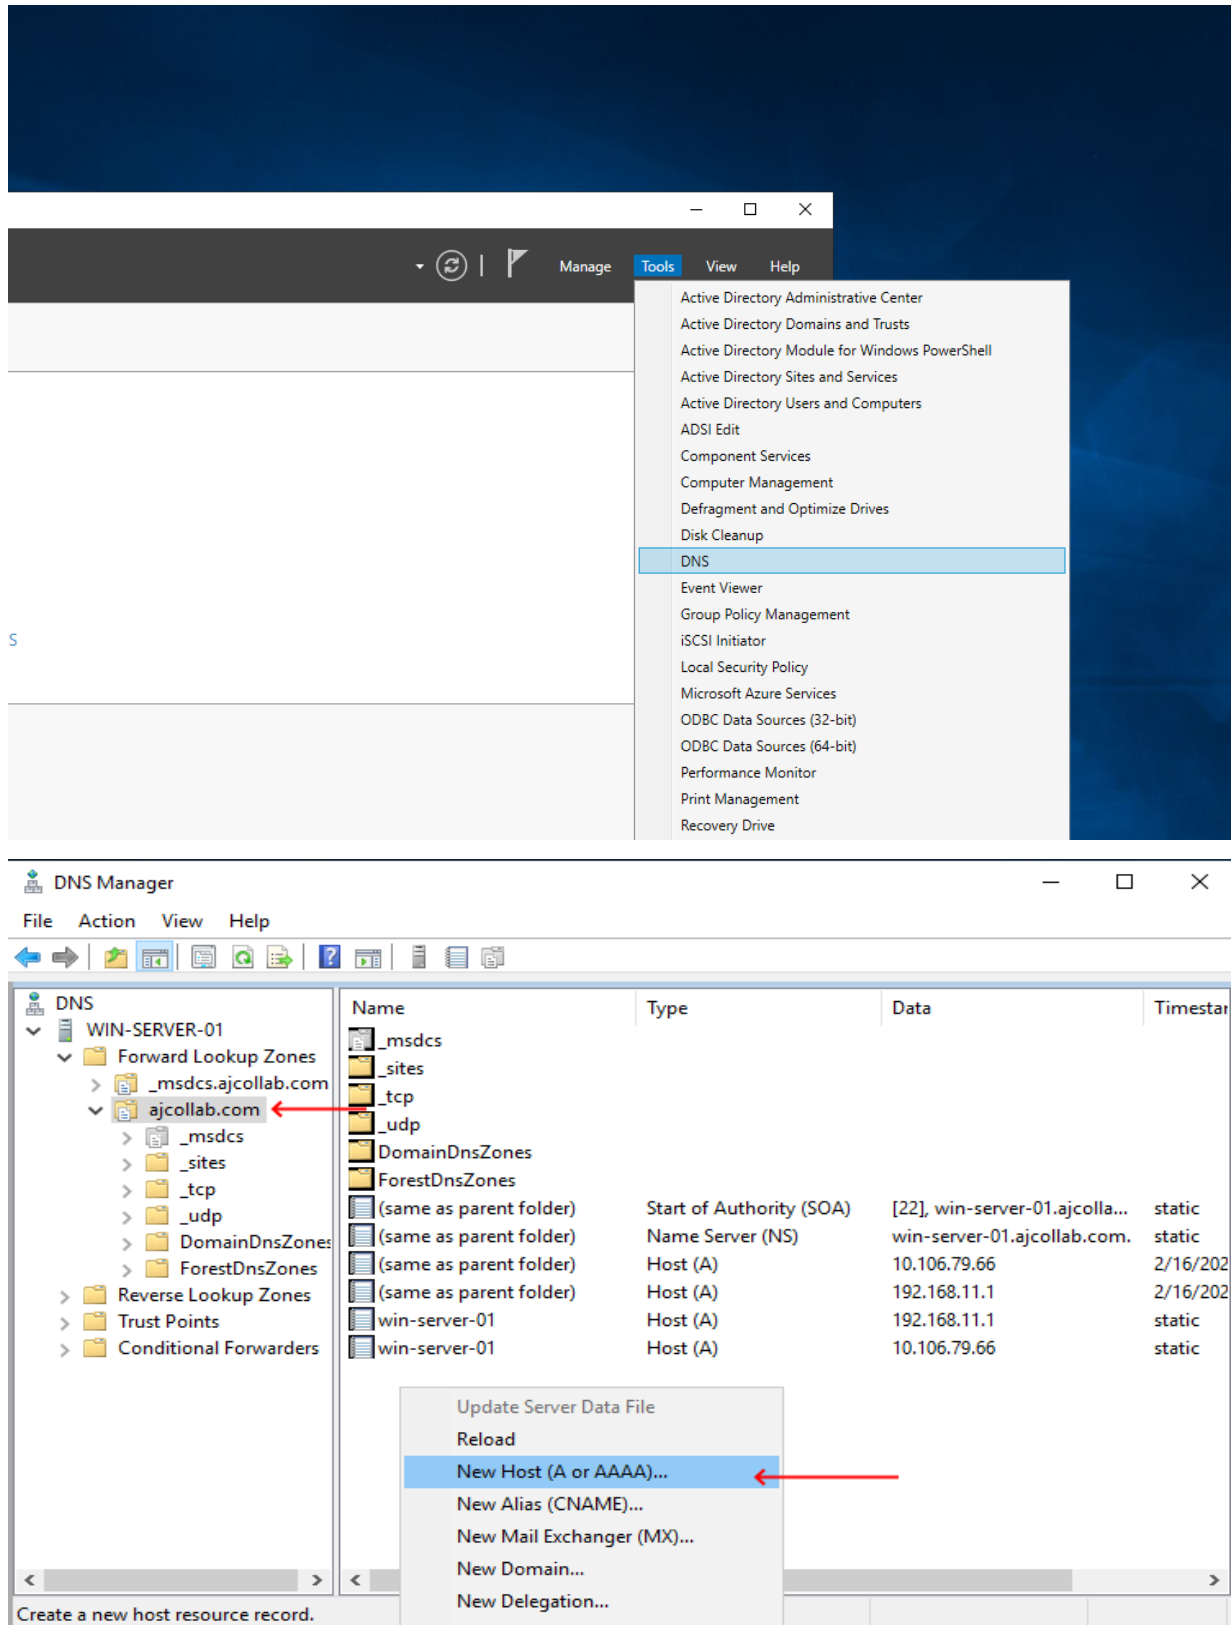 Manage Tools View Help
Active Directory Administrative Center
Active Directory Domains and Trusts
Active Directory Module for Windows PowerShell
Active Directory Sites and Services
Active Directory Users and Computers
ADSI Edit
Component Services
Computer Management
Defragment and Optimize Drives
Disk Cleanup
DNS
Event Viewer
Group Policy Management
iSCSI Initiator
Local Security Policy
Microsoft Azure Services
ODBC Data Sources (32-bit)
ODBC Data Sources (64-bit)
Performance Monitor
Print Management
Recovery Drive
S
DNS Manager
File Action View Help
DNS
WIN-SERVER-01
Forward Lookup Zones
_msdcs.ajcollab.com
ajcollab.com
_msdcs
_sites
_tcp
_udp
DomainDnsZones
ForestDnsZones
Reverse Lookup Zones
Trust Points
Conditional Forwarders
Name Type Data Timestar
_msdcs
_sites
_tcp
_udp
DomainDnsZones
ForestDnsZones
(same as parent folder) Start of Authority (SOA) [22], win-server-01.ajcolla... static
(same as parent folder) Name Server (NS) win-server-01.ajcollab.com. static
(same as parent folder) Host (A) 10.106.79.66 2/16/202
(same as parent folder) Host (A) 192.168.11.1 2/16/202
win-server-01 Host (A) 192.168.11.1 static
win-server-01 Host (A) 10.106.79.66 static
Update Server Data File
Reload
New Host (A or AAAA)...
New Alias (CNAME)...
New Mail Exchanger (MX)...
New Domain...
New Delegation...
Create a new host resource record.